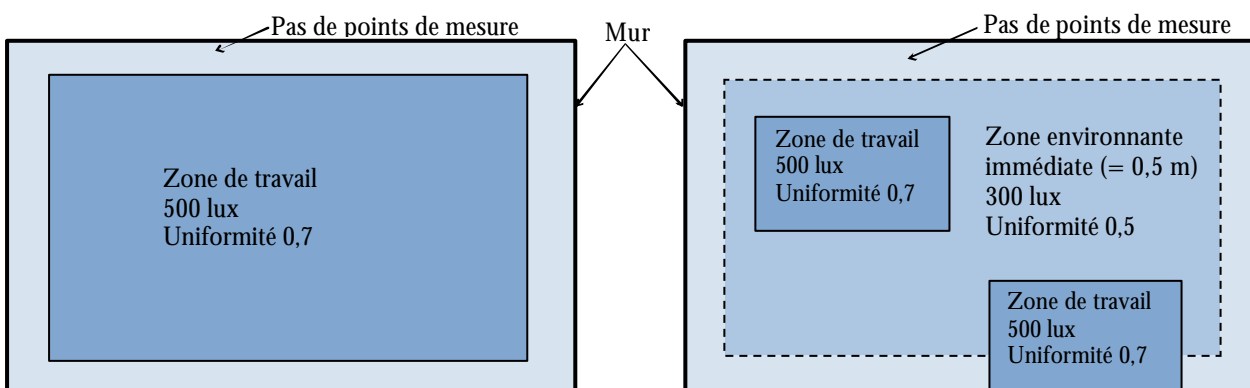 Pas de points de mesure
Mur
Pas de points de mesure
Zone de travail
500 lux
Uniformité 0,7
Zone de travail
500 lux
Uniformité 0,7
Zone environnante
immédiate (= 0,5 m)
300 lux
Uniformité 0,5
Zone de travail
500 lux
Uniformité 0,7